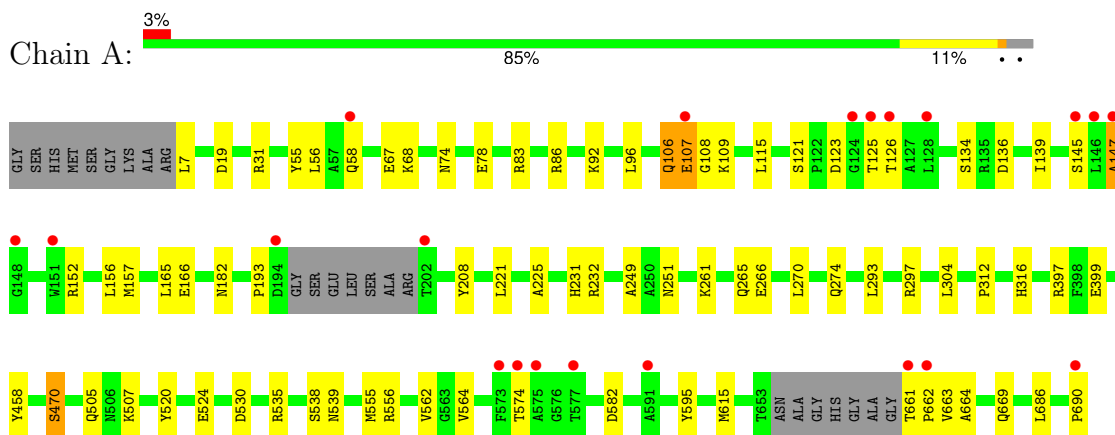 3%
Chain A:
85% 11% • •
GLY SER HIS MET SER GLY LYS ALA ARG L7 D19 R31 Y55 L56 A57 Q58 E67 K68 N74 E78 R83 R86 K92 L96 Q106 E107 G108 K109 L115 S121 P122 D123 G124 T125 T126 A127 L128 S134 R135 D136 I139 S145 L146 A147
G148 W151 R152 L156 M157 L165 E166 N182 P193 D194 GLY SER GLU LEU SER ALA ARG T202 Y208 L221 A225 H231 R232 A249 A250 N251 K261 Q265 E266 L270 Q274 L293 R297 L304 P312 H316 R397 F398 E399
Y458 S470 Q505 N506 K507 Y520 E524 D530 R535 S538 N539 M555 R556 V562 G563 V564 F573 T574 A575 G576 T577 D582 A591 Y595 M615 T653 ASN ALA GLY HIS GLY ALA GLY T661 P662 V663 A664 Q669 L686 P690